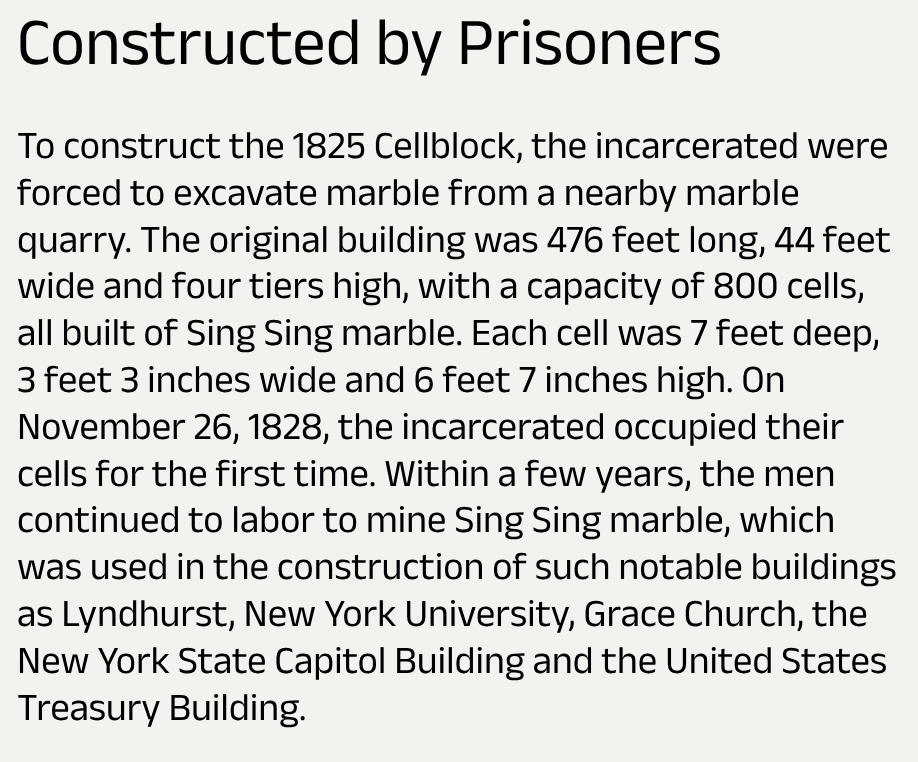 Constructed by Prisoners
To construct the 1825 Cellblock, the incarcerated were
forced to excavate marble from a nearby marble
quarry. The original building was 476 feet long, 44 feet
wide and four tiers high, with a capacity of 800 cells,
all built of Sing Sing marble. Each cell was 7 feet deep,
3 feet 3 inches wide and 6 feet 7 inches high. On
November 26, 1828, the incarcerated occupied their
cells for the first time. Within a few years, the men
continued to labor to mine Sing Sing marble, which
was used in the construction of such notable buildings
as Lyndhurst, New York University, Grace Church, the
New York State Capitol Building and the United States
Treasury Building.